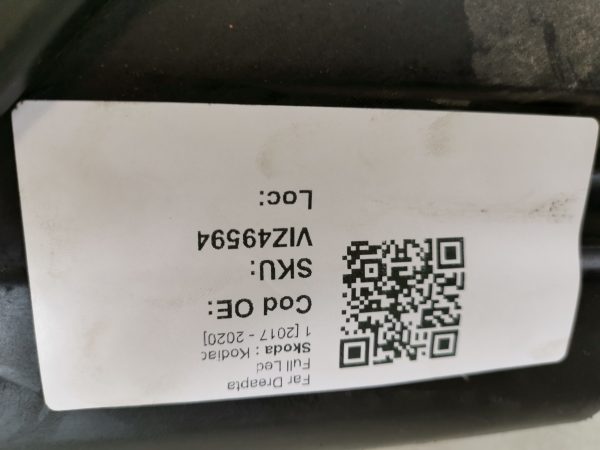 Far Dreapta
Full Led
Skoda : Kodiac
1 [2017 - 2020]
Cod OE:
SKU:
VIZ49594
Loc: